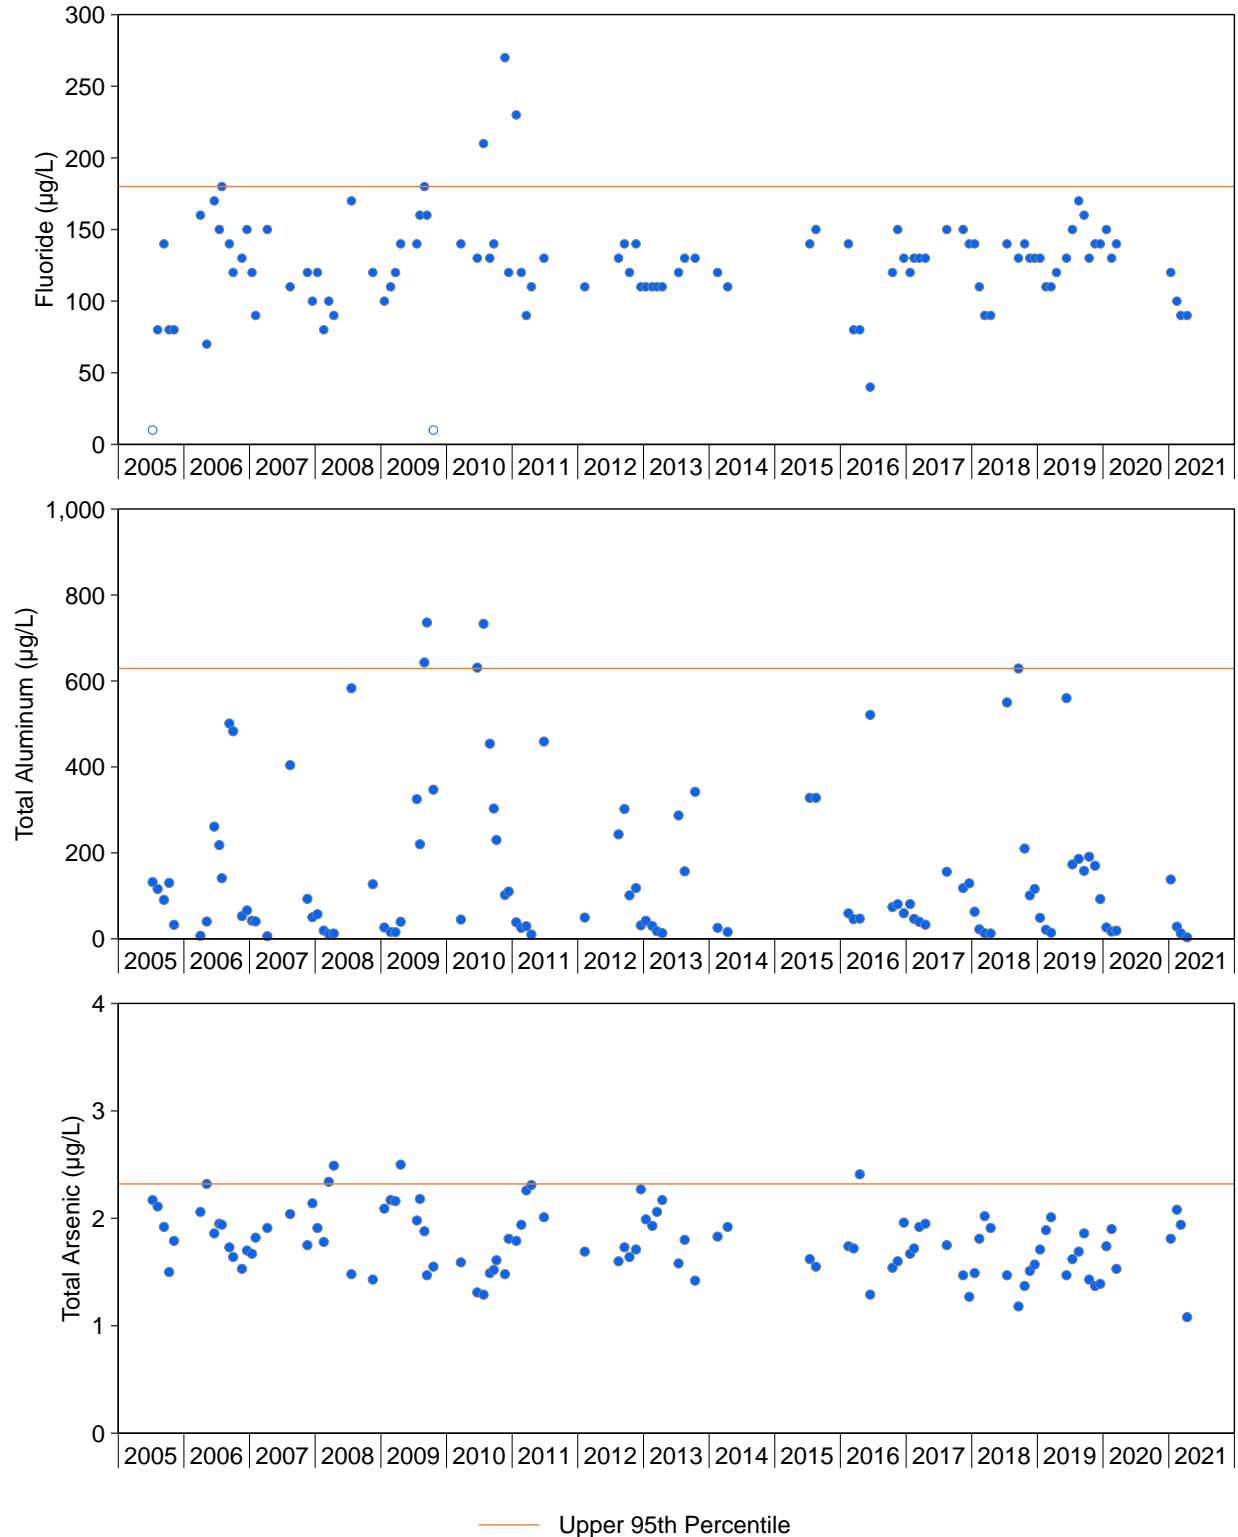 300
250
200
150
100
50
0
Fluoride (µg/L)
2005 2006 2007 2008 2009 2010 2011 2012 2013 2014 2015 2016 2017 2018 2019 2020 2021
1,000
800
600
400
200
0
Total Aluminum (µg/L)
2005 2006 2007 2008 2009 2010 2011 2012 2013 2014 2015 2016 2017 2018 2019 2020 2021
4
3
2
1
0
Total Arsenic (µg/L)
2005 2006 2007 2008 2009 2010 2011 2012 2013 2014 2015 2016 2017 2018 2019 2020 2021
Upper 95th Percentile